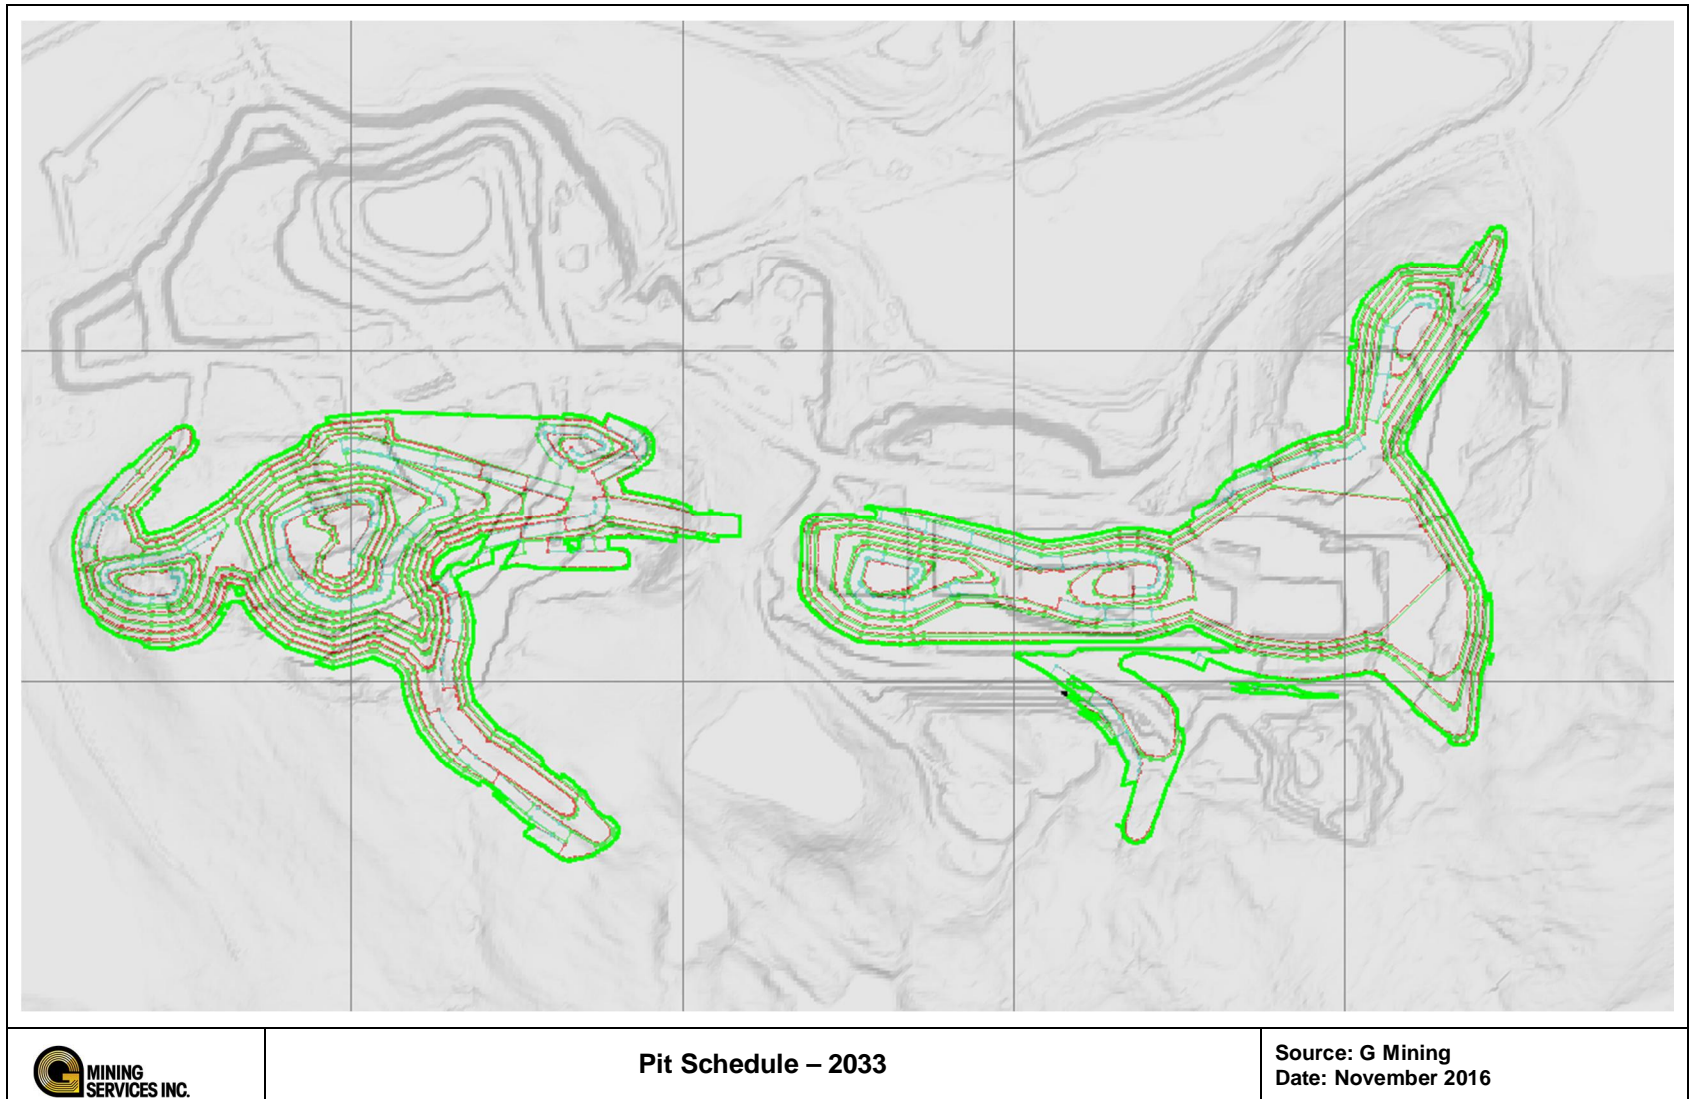 MINING
SERVICES INC.
Pit Schedule – 2033
Source: G Mining
Date: November 2016